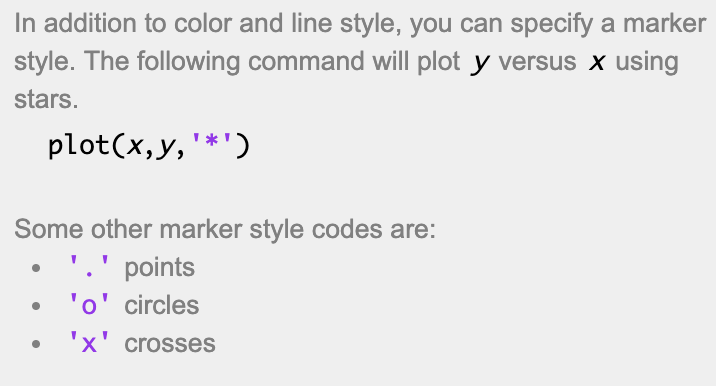 In addition to color and line style, you can specify a marker
style. The following command will plot y versus x using
stars.
plot(x,y,'*')
Some other marker style codes are:
• '.' points
• 'o' circles
• 'x' crosses